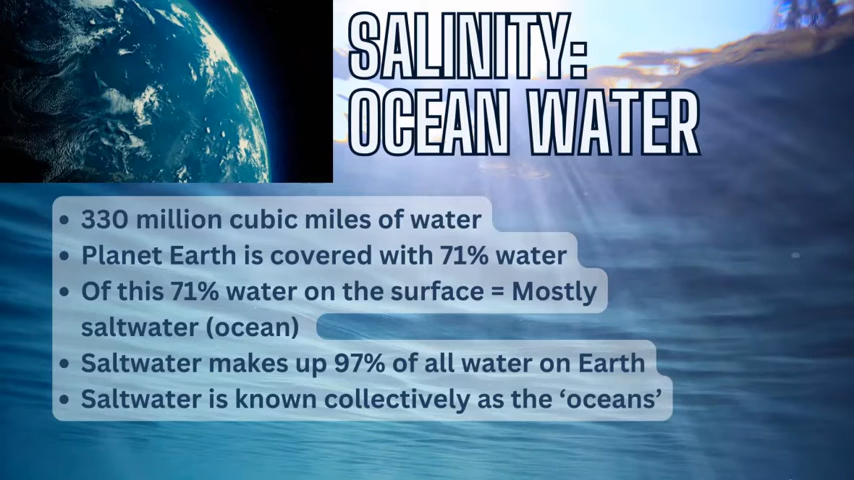 SALINITY:
OCEAN WATER
• 330 million cubic miles of water
• Planet Earth is covered with 71% water
• Of this 71% water on the surface = Mostly
saltwater (ocean)
• Saltwater makes up 97% of all water on Earth
• Saltwater is known collectively as the ‘oceans’